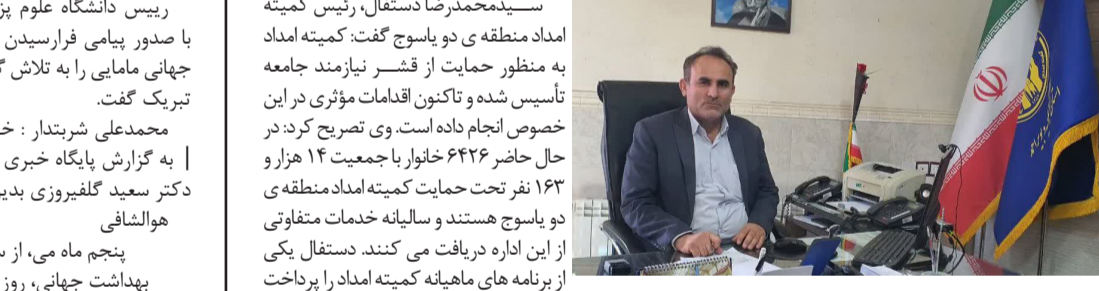 سیدمحمدرضا دستفال، رئیس کمیته
امداد منطقه ی دو یاسوج گفت: کمیته امداد
به منظور حمایت از قشر نیازمند جامعه
تأسیس شده و تاکنون اقدامات مؤثری در این
خصوص انجام داده است. وی تصریح کرد: در
حال حاضر ۶۴۲۶ خانوار با جمعیت ۱۴ هزار و
۱۶۳ نفر تحت حمایت کمیته امداد منطقه ی
دو یاسوج هستند و سالیانه خدمات متفاوتی
از این اداره دریافت می کنند. دستفال یکی
از برنامه های ماهیانه کمیته امداد را پرداخت
رییس دانشگاه علوم
با صدور پیامی فرارسیدن
جهانی مامایی را به تلاش
تبریک گفت.
محمدعلی شربتدار :
| به گزارش پایگاه خبری
دکتر سعید گلفیروزی
هوالشافی
پنجم ماه می، از
بهداشت جهانی، روز